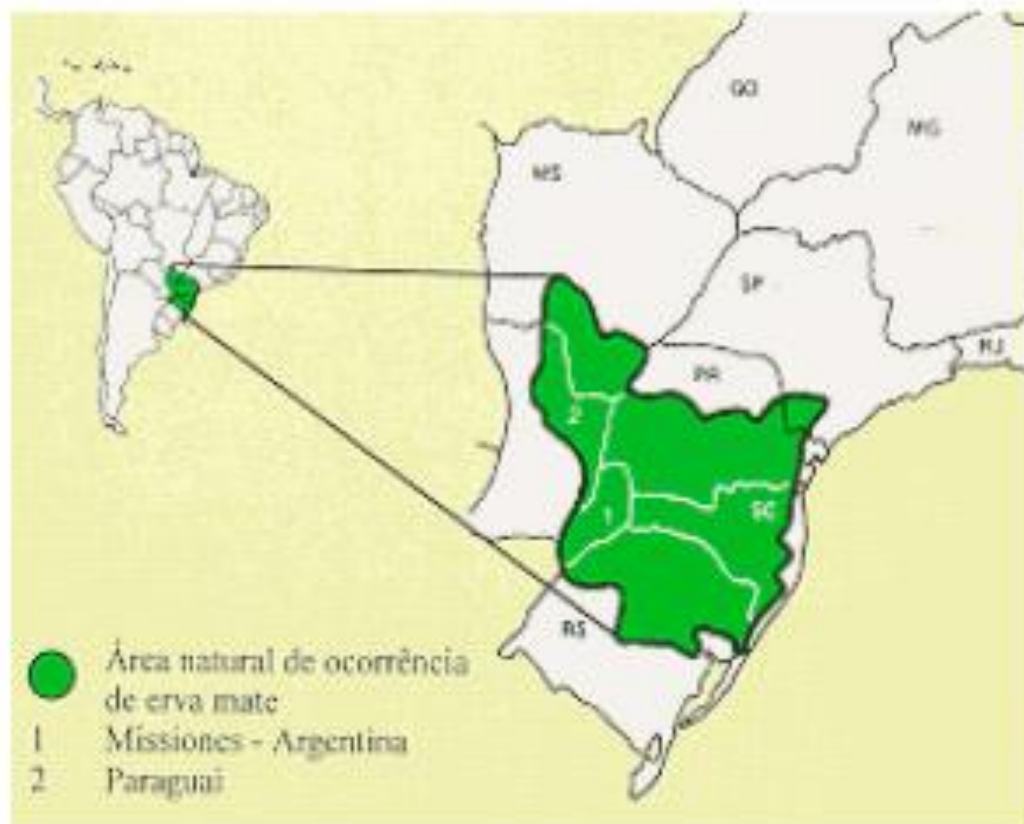 GO
MG
MS
SP
RJ
PR
2
SC
1
RS
Área natural de ocorrência
de erva mate
1 Missiones - Argentina
2 Paraguai